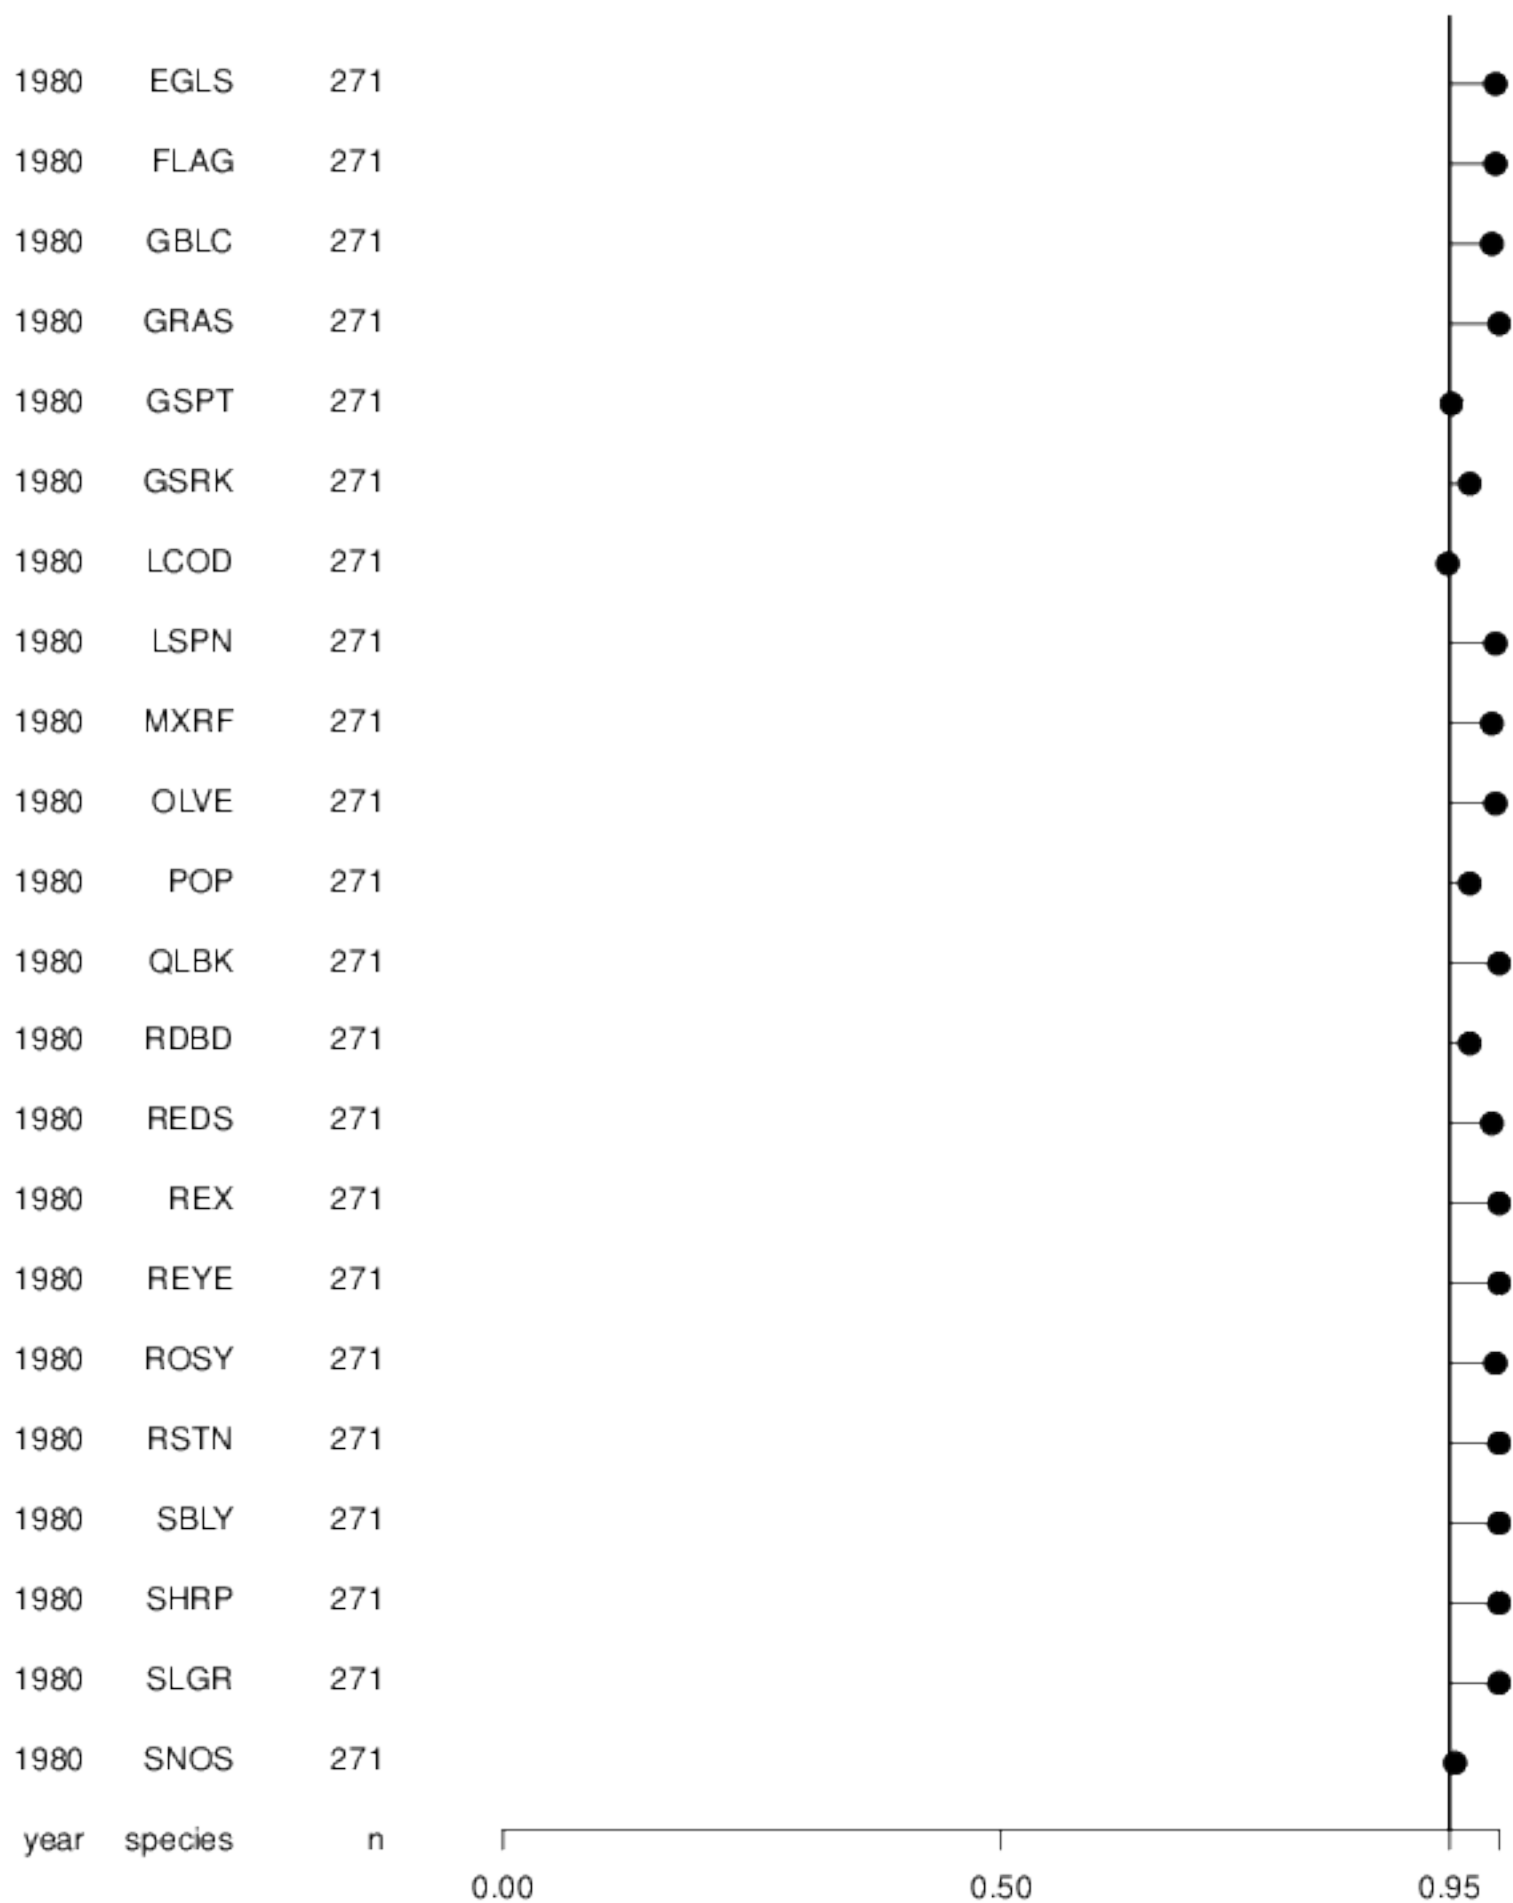 1980 EGLS 271
1980 FLAG 271
1980 GBLC 271
1980 GRAS 271
1980 GSPT 271
1980 GSRK 271
1980 LCOD 271
1980 LSPN 271
1980 MXRF 271
1980 OLVE 271
1980 POP 271
1980 QLBK 271
1980 RDBD 271
1980 REDS 271
1980 REX 271
1980 REYE 271
1980 ROSY 271
1980 RSTN 271
1980 SBLY 271
1980 SHRP 271
1980 SLGR 271
1980 SNOS 271
year species n
0.00 0.50 0.95